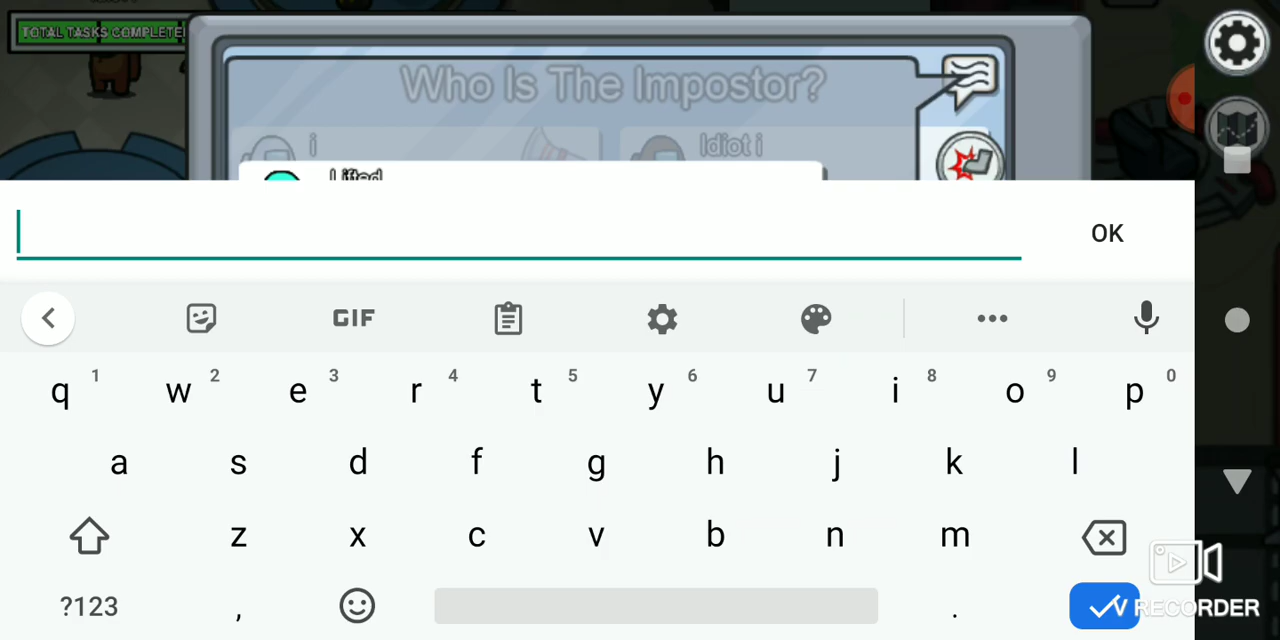 TOTAL TASKS COMPLETE
Who Is The Impostor?
i
Idiot i
Lifted
OK
GIF
q 1 w 2 e 3 r 4 t 5 y 6 u 7 i 8 o 9 p 0
a s d f g h j k l
z x c v b n m
?123 , .
V RECORDER